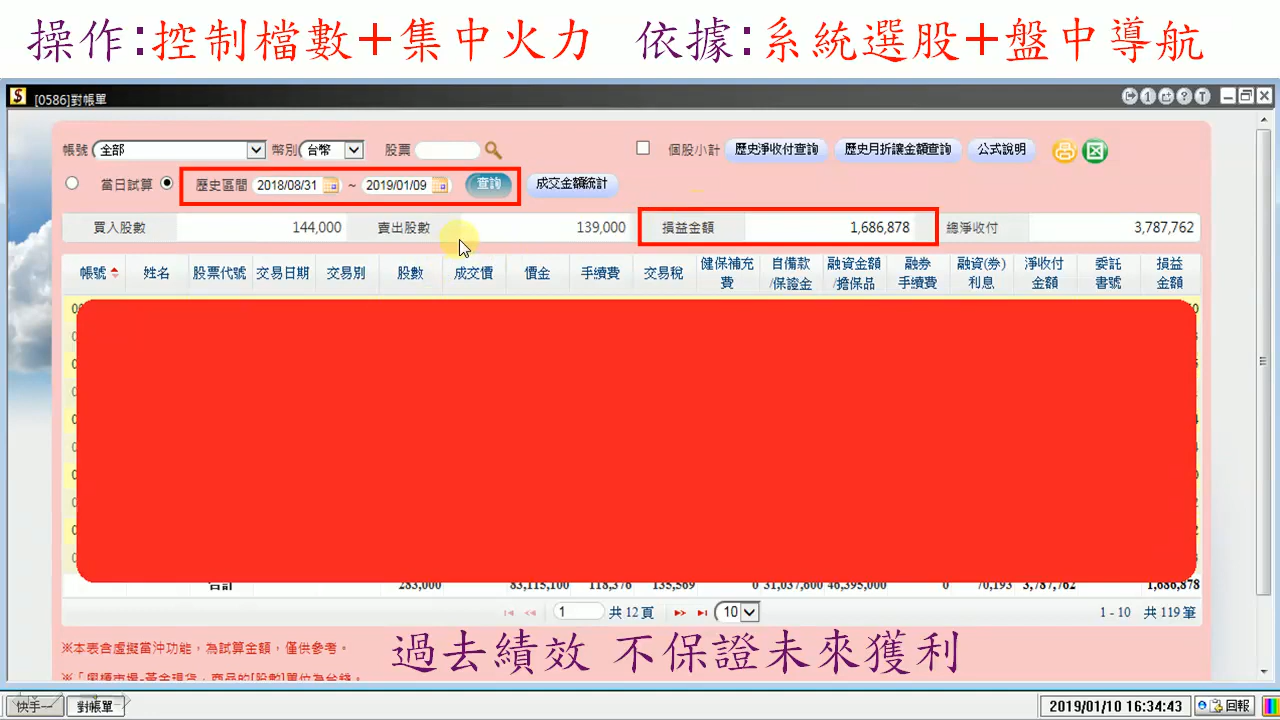 操作:控制檔數+集中火力 依據:系統選股+盤中導航
[0586]對帳單
帳號 全部 幣別 台幣 股票 個股小計 歷史淨收付查詢 歷史月折讓金額查詢 公式說明
當日試算 歷史區間 2018/08/31 ~ 2019/01/09 查詢 成交金額統計
買入股數 144,000 賣出股數 139,000 損益金額 1,686,878 總淨收付 3,787,762
帳號 姓名 股票代號 交易日期 交易別 股數 成交價 價金 手續費 交易稅 健保補充費 自備款/保證金 融資金額/擔保品 融券手續費 融資(券)利息 淨收付金額 委託書號 損益金額
合計 283,000 83,115,100 118,376 135,569 0 31,037,600 46,395,000 0 70,193 3,787,762 1,686,878
1 共 12 頁 10 1 - 10 共 119 筆
※本表含虛擬當沖功能，為試算金額，僅供參考。
過去績效 不保證未來獲利
快手一 對帳單 2019/01/10 16:34:43 回報